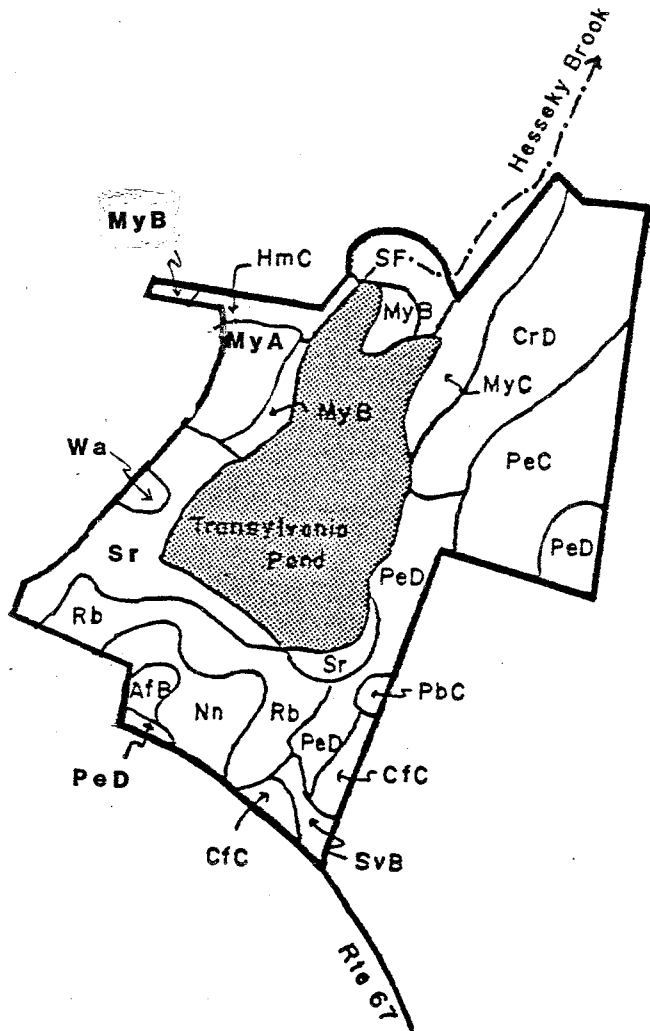 Hesseky Brook
MyB
HmC
SF
MyB
MyA
CrD
MyC
MyB
Wa
PeC
Transylvania
Pond
PeD
Sr
PeD
Rb
Sr
AfB
Nn
Rb
PbC
PeD
PeD
CfC
CfC
SvB
Rte 67